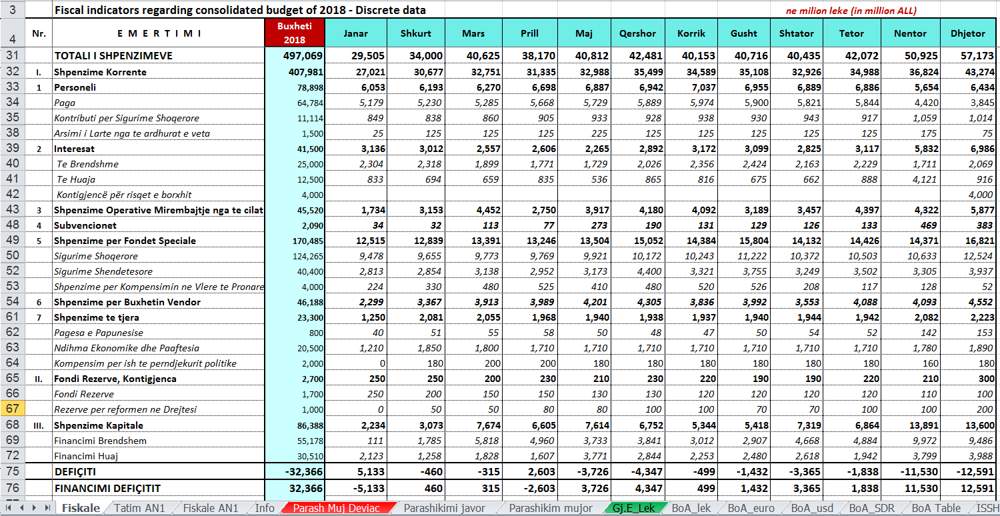 3 Fiscal indicators regarding consolidated budget of 2018 - Discrete data ne milion leke (in million ALL)
4 Nr. E M E R T I M I Buxheti 2018 Janar Shkurt Mars Prill Maj Qershor Korrik Gusht Shtator Tetor Nentor Dhjetor
31 TOTALI I SHPENZIMEVE 497,069 29,505 34,000 40,625 38,170 40,812 42,481 40,153 40,716 40,435 42,072 50,925 57,173
32 I. Shpenzime Korrente 407,981 27,021 30,677 32,751 31,335 32,988 35,499 34,589 35,108 32,926 34,988 36,824 43,274
33 1 Personeli 78,898 6,053 6,193 6,270 6,698 6,887 6,942 7,037 6,955 6,889 6,886 5,654 6,434
34 Paga 64,784 5,179 5,230 5,285 5,668 5,729 5,889 5,974 5,900 5,821 5,844 4,420 3,845
35 Kontributi per Sigurime Shoqerore 11,114 849 838 860 905 933 928 938 930 943 917 1,059 1,014
38 Arsimi i Larte nga te ardhurat e veta 1,500 25 125 125 125 225 125 125 125 125 125 175 75
39 2 Interesat 41,500 3,136 3,012 2,557 2,606 2,265 2,892 3,172 3,099 2,825 3,117 5,832 6,986
40 Te Brendshme 25,000 2,304 2,318 1,899 1,771 1,729 2,026 2,356 2,424 2,163 2,229 1,711 2,069
41 Te Huaja 12,500 833 694 659 835 536 865 816 675 662 888 4,121 916
42 Kontigjencë për risqet e borxhit 4,000 4,000
43 3 Shpenzime Operative Mirembajtje nga te cilat 45,520 1,734 3,153 4,452 2,750 3,917 4,180 4,092 3,189 3,457 4,397 4,322 5,877
48 4 Subvencionet 2,090 34 32 113 77 273 190 131 129 126 133 469 383
49 5 Shpenzime per Fondet Speciale 170,485 12,515 12,839 13,391 13,246 13,504 15,052 14,384 15,804 14,132 14,426 14,371 16,821
50 Sigurime Shoqerore 124,265 9,478 9,655 9,773 9,769 9,921 10,172 10,243 11,222 10,372 10,503 10,633 12,524
52 Sigurime Shendetesore 40,400 2,813 2,854 3,138 2,952 3,173 4,400 3,321 3,755 3,249 3,502 3,305 3,937
53 Shpenzime per Kompensimin ne Vlere te Pronare 4,000 224 330 480 525 410 480 520 526 208 117 128 52
54 6 Shpenzime per Buxhetin Vendor 46,188 2,299 3,367 3,913 3,989 4,201 4,305 3,836 3,992 3,553 4,088 4,093 4,552
61 7 Shpenzime te tjera 23,300 1,250 2,081 2,055 1,968 1,940 1,938 1,937 1,940 1,944 1,942 2,082 2,223
62 Pagesa e Papunesise 800 40 51 55 58 50 48 47 50 54 52 142 153
63 Ndihma Ekonomike dhe Paaftesia 20,500 1,210 1,850 1,800 1,710 1,710 1,710 1,710 1,710 1,710 1,710 1,780 1,890
64 Kompensim per ish te perndjekurit politike 2,000 0 180 200 200 180 180 180 180 180 180 160 180
65 II. Fondi Rezerve, Kontigjenca 2,700 250 250 200 230 210 230 220 190 190 220 210 300
66 Fondi Rezerve 1,700 250 200 150 150 130 130 120 120 120 120 110 100
67 Rezerve per reformen ne Drejtesi 1,000 0 50 50 80 80 100 100 70 70 100 100 200
68 III. Shpenzime Kapitale 86,388 2,234 3,073 7,674 6,605 7,614 6,752 5,344 5,418 7,319 6,864 13,891 13,600
69 Financimi Brendshem 55,178 111 1,785 5,818 4,960 3,733 3,841 3,012 2,907 4,668 4,884 9,972 9,486
72 Financimi Huaj 30,510 2,123 1,258 1,828 1,607 3,771 2,844 2,253 2,480 2,618 1,942 3,799 3,988
75 DEFIÇITI -32,366 5,133 -460 -315 2,603 -3,726 -4,347 -499 -1,432 -3,365 -1,838 -11,530 -12,591
76 FINANCIMI DEFIÇITIT 32,366 -5,133 460 315 -2,603 3,726 4,347 499 1,432 3,365 1,838 11,530 12,591
Fiskale Tatim AN1 Fiskale AN1 Info Parash Muj Deviac Parashikimi javor Parashikim mujor Gj.E_Lek BoA_lek BoA_euro BoA_usd BoA_SDR BoA Table ISSH